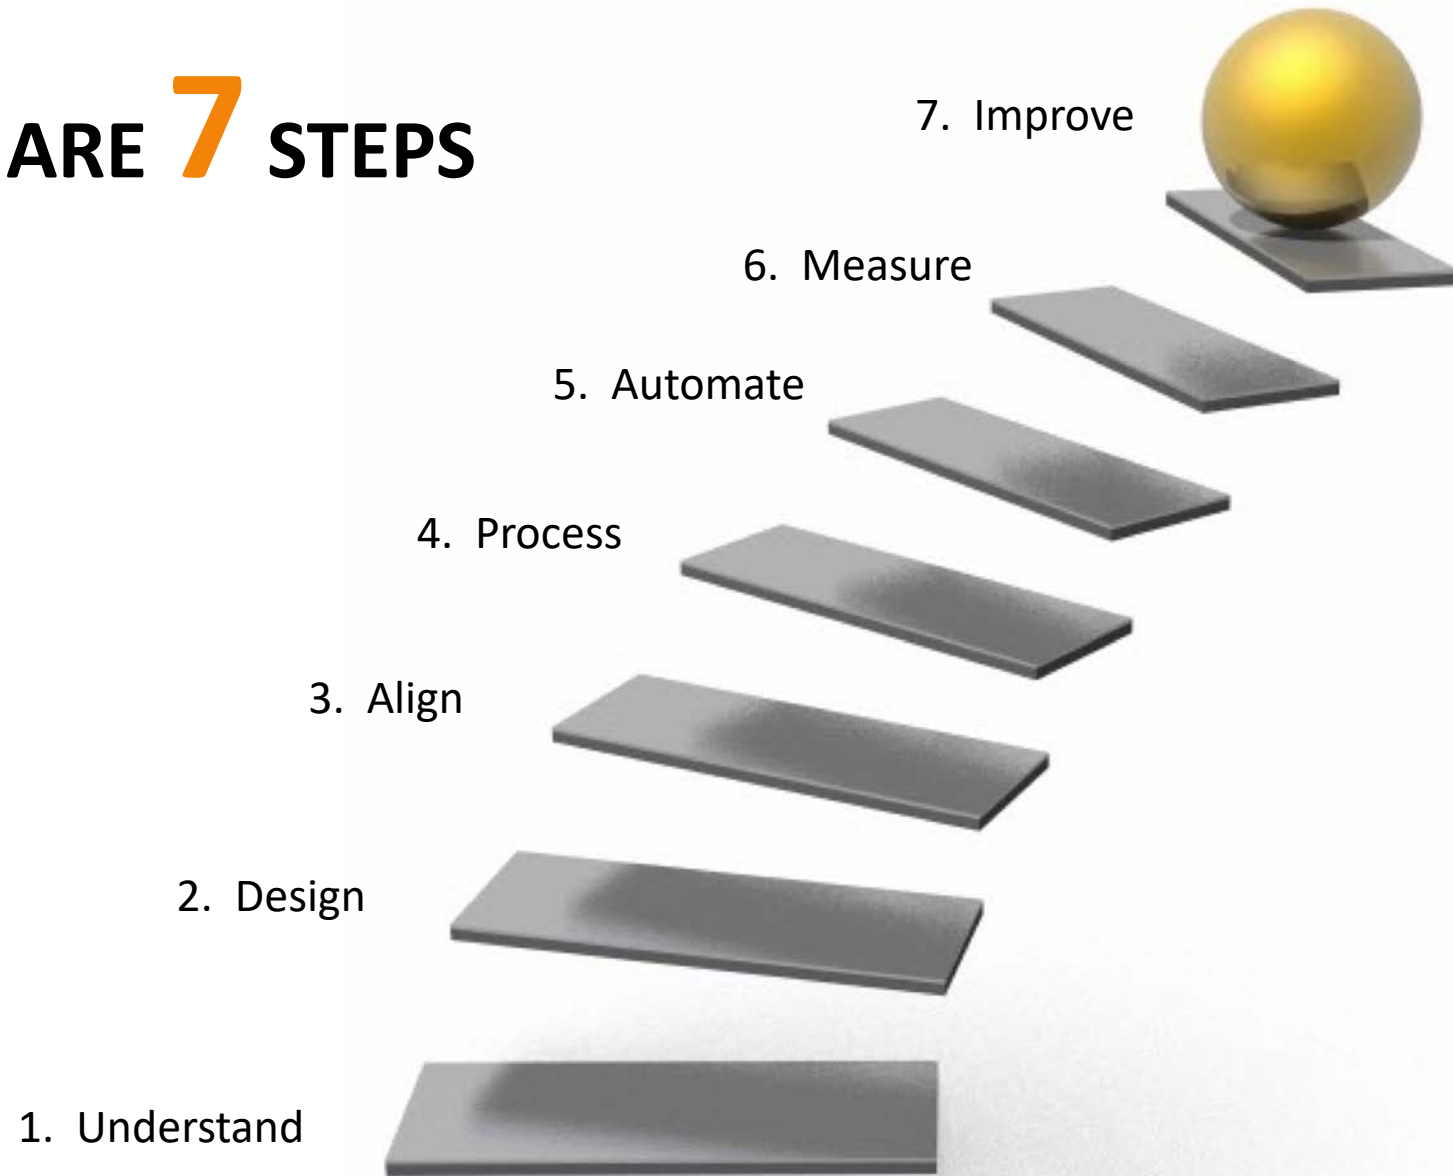 ARE 7 STEPS
7. Improve
6. Measure
5. Automate
4. Process
3. Align
2. Design
1. Understand